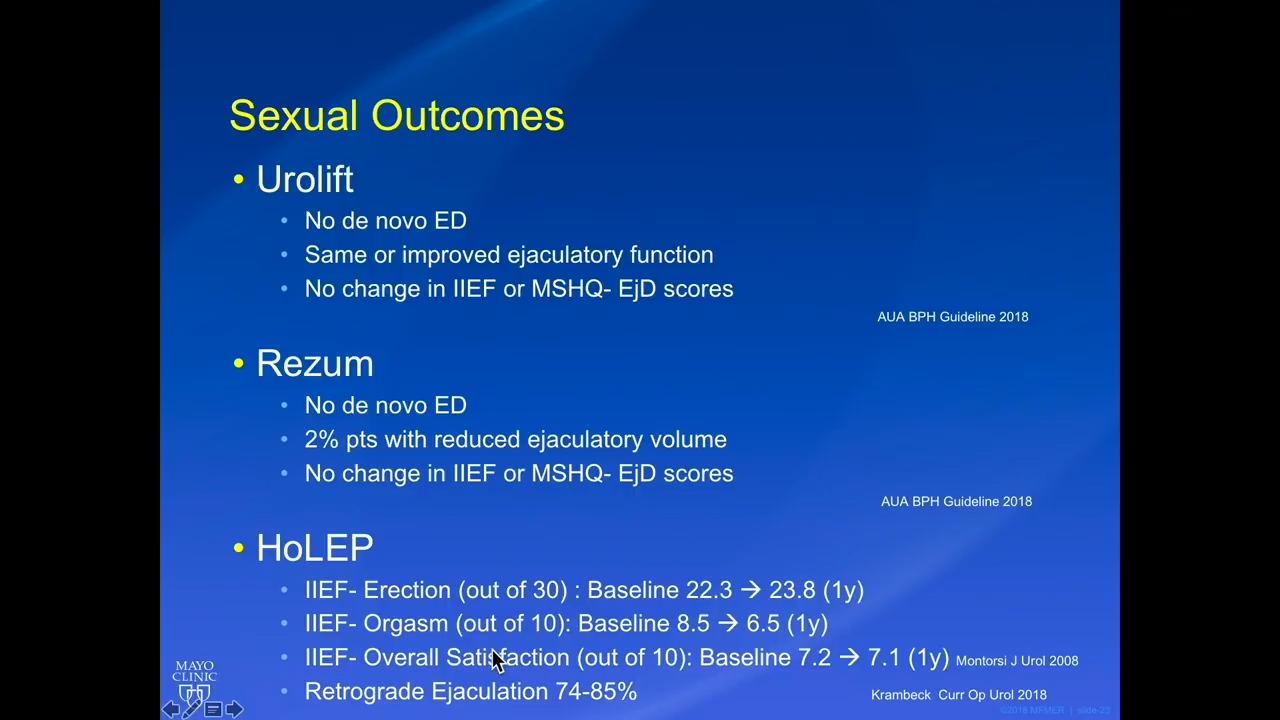 Sexual Outcomes
• Urolift
• No de novo ED
• Same or improved ejaculatory function
• No change in IIEF or MSHQ- EjD scores
AUA BPH Guideline 2018
• Rezum
• No de novo ED
• 2% pts with reduced ejaculatory volume
• No change in IIEF or MSHQ- EjD scores
AUA BPH Guideline 2018
• HoLEP
• IIEF- Erection (out of 30) : Baseline 22.3 → 23.8 (1y)
• IIEF- Orgasm (out of 10): Baseline 8.5 → 6.5 (1y)
• IIEF- Overall Satisfaction (out of 10): Baseline 7.2 → 7.1 (1y) Montorsi J Urol 2008
• Retrograde Ejaculation 74-85% Krambeck Curr Op Urol 2018
MAYO
CLINIC
©2018 MFMER | slide-23